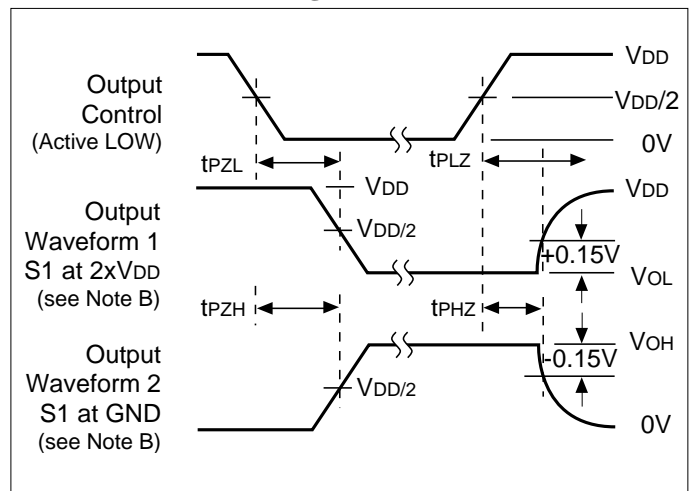 Output
Control
(Active LOW)
VDD
VDD/2
0V
tPZL
tPLZ
VDD
VDD
Output
Waveform 1
S1 at 2xVDD
(see Note B)
VDD/2
+0.15V
VOL
tPZH
tPHZ
VOH
Output
Waveform 2
S1 at GND
(see Note B)
-0.15V
VDD/2
0V